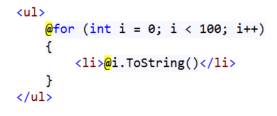 <ul>
@for (int i = 0; i < 100; i++)
{
<li>@i.ToString()</li>
}
</ul>